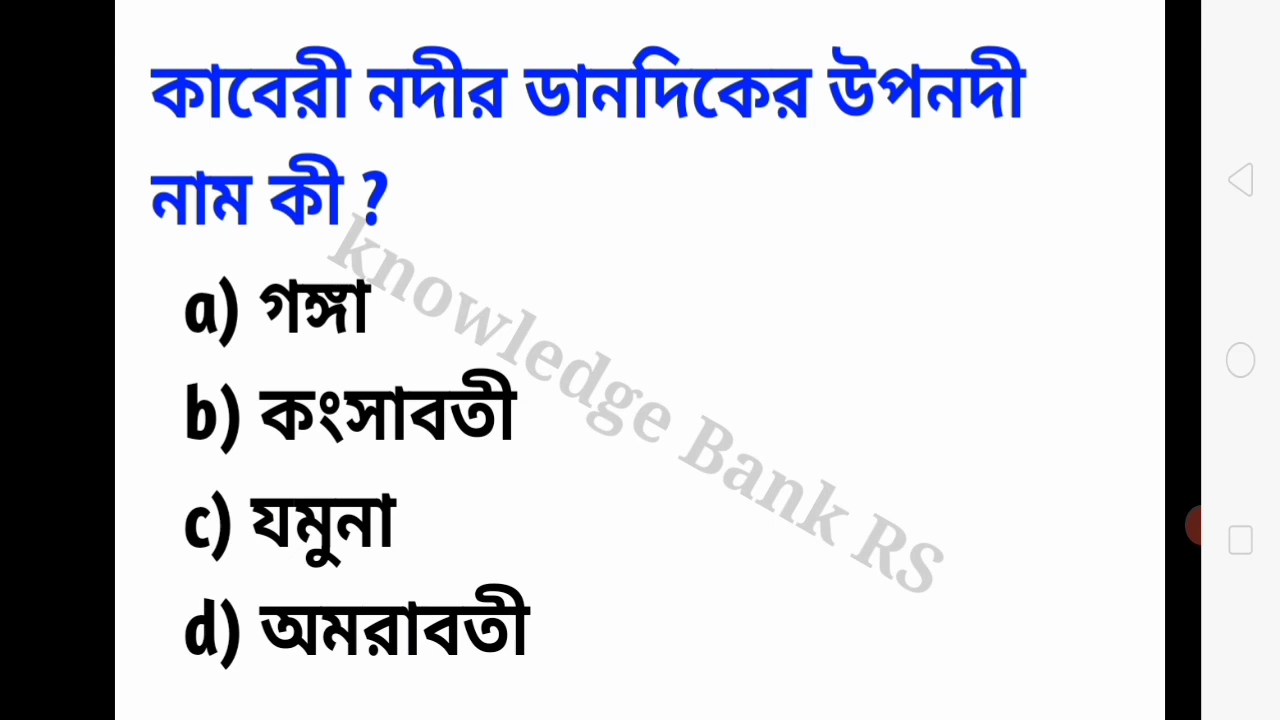 কাবেরী নদীর ডানদিকের উপনদী
নাম কী ?
a) গঙ্গা
b) কংসাবতী
c) যমুনা
d) অমরাবতী
knowledge Bank RS